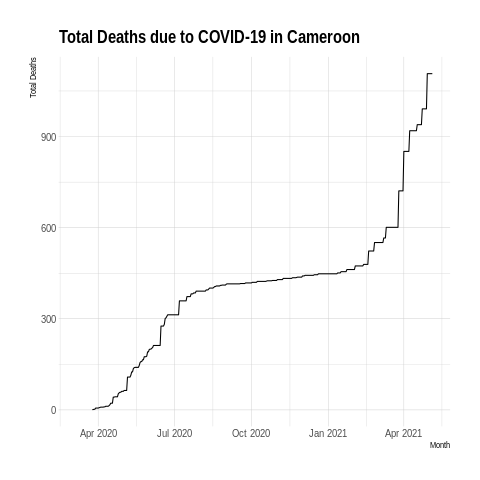 Total Deaths due to COVID-19 in Cameroon
Total Deaths
900
600
300
0
Apr 2020 Jul 2020 Oct 2020 Jan 2021 Apr 2021
Month